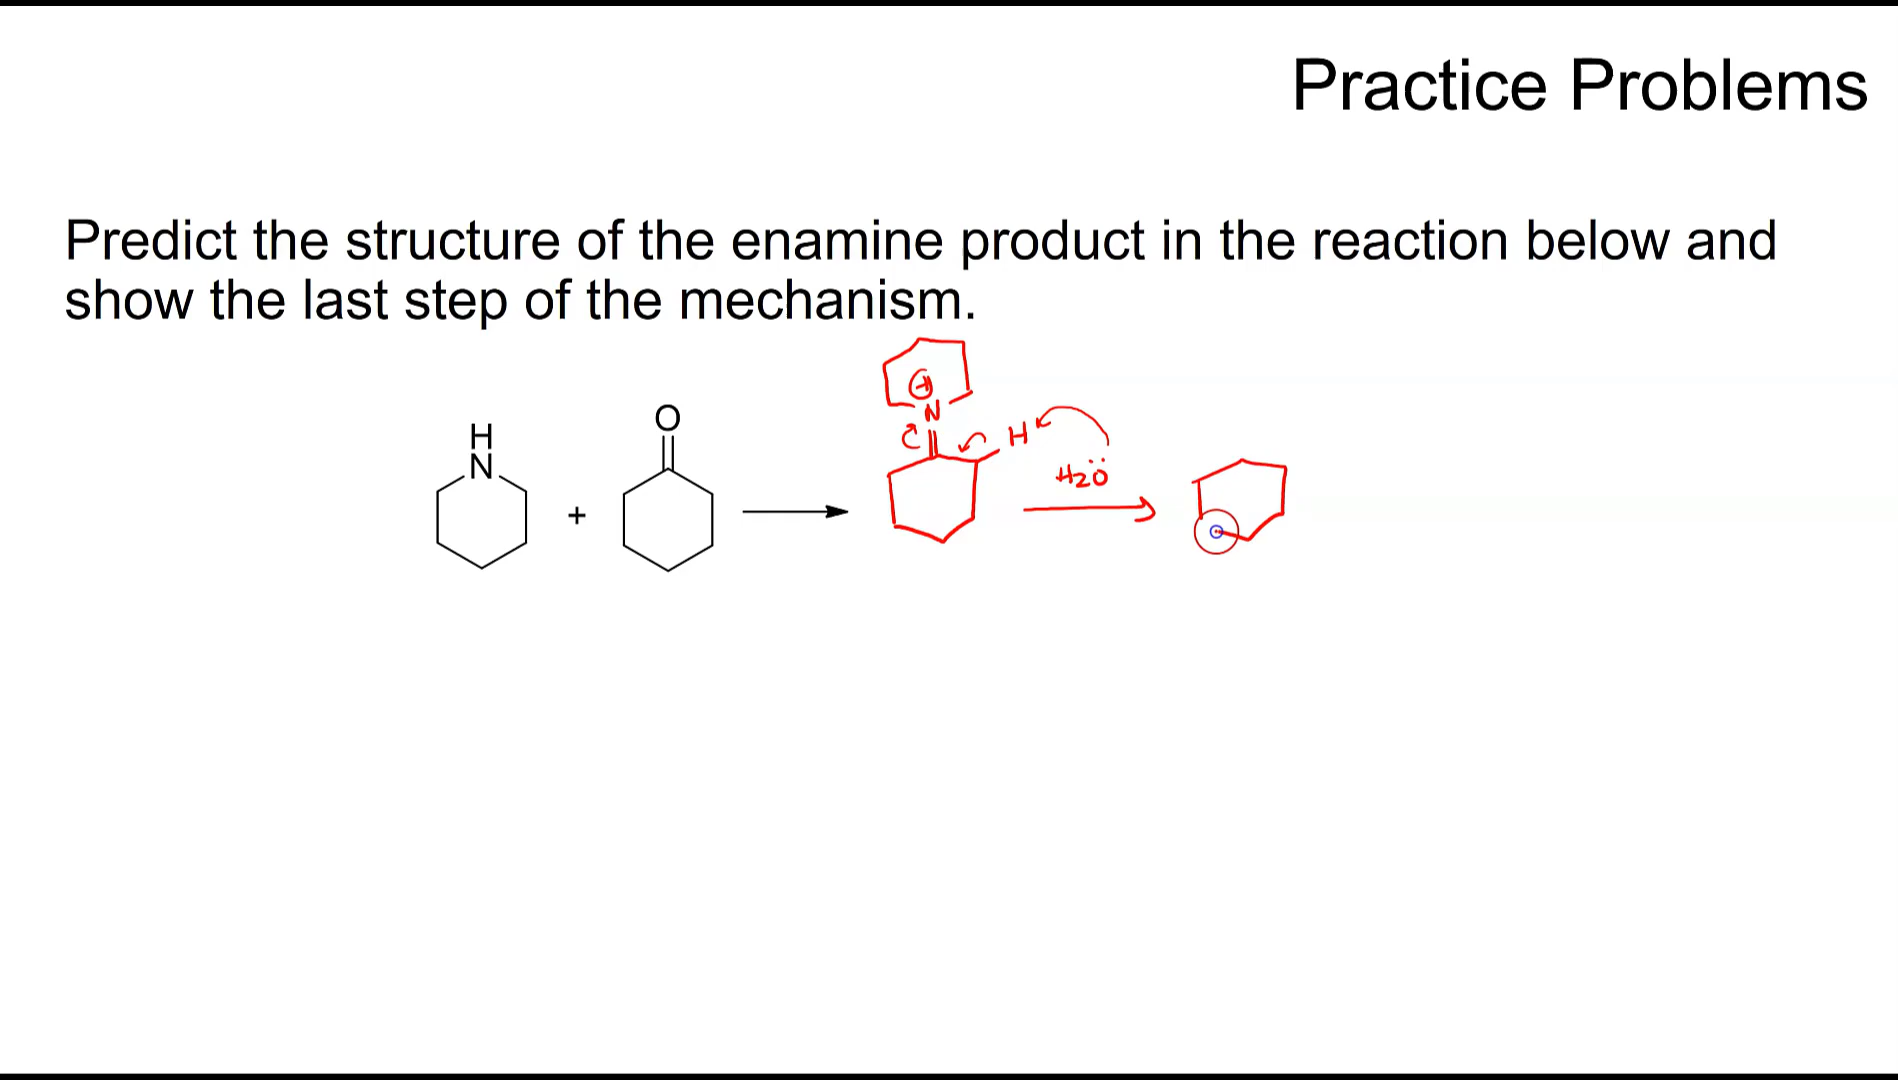 Practice Problems
Predict the structure of the enamine product in the reaction below and
show the last step of the mechanism.
H
N
+
O
+
N
H
H2O